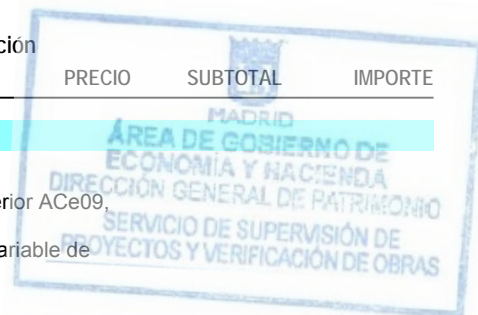 ción
PRECIO SUBTOTAL IMPORTE
MADRID
ÁREA DE GOBIERNO DE
ECONOMÍA Y HACIENDA
DIRECCIÓN GENERAL DE PATRIMONIO
erior ACe09,
SERVICIO DE SUPERVISIÓN DE
ariable de
PROYECTOS Y VERIFICACIÓN DE OBRAS